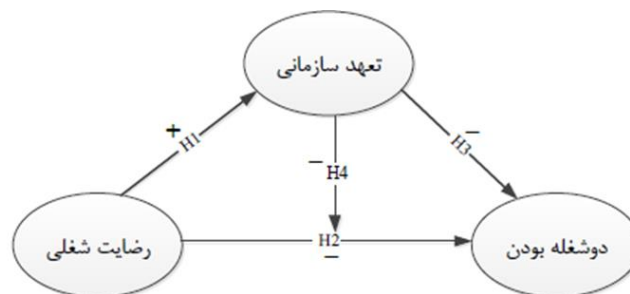 تعهد سازمانی
+
H1
−
H3
−
H4
رضایت شغلی
H2
−
دوشغله بودن